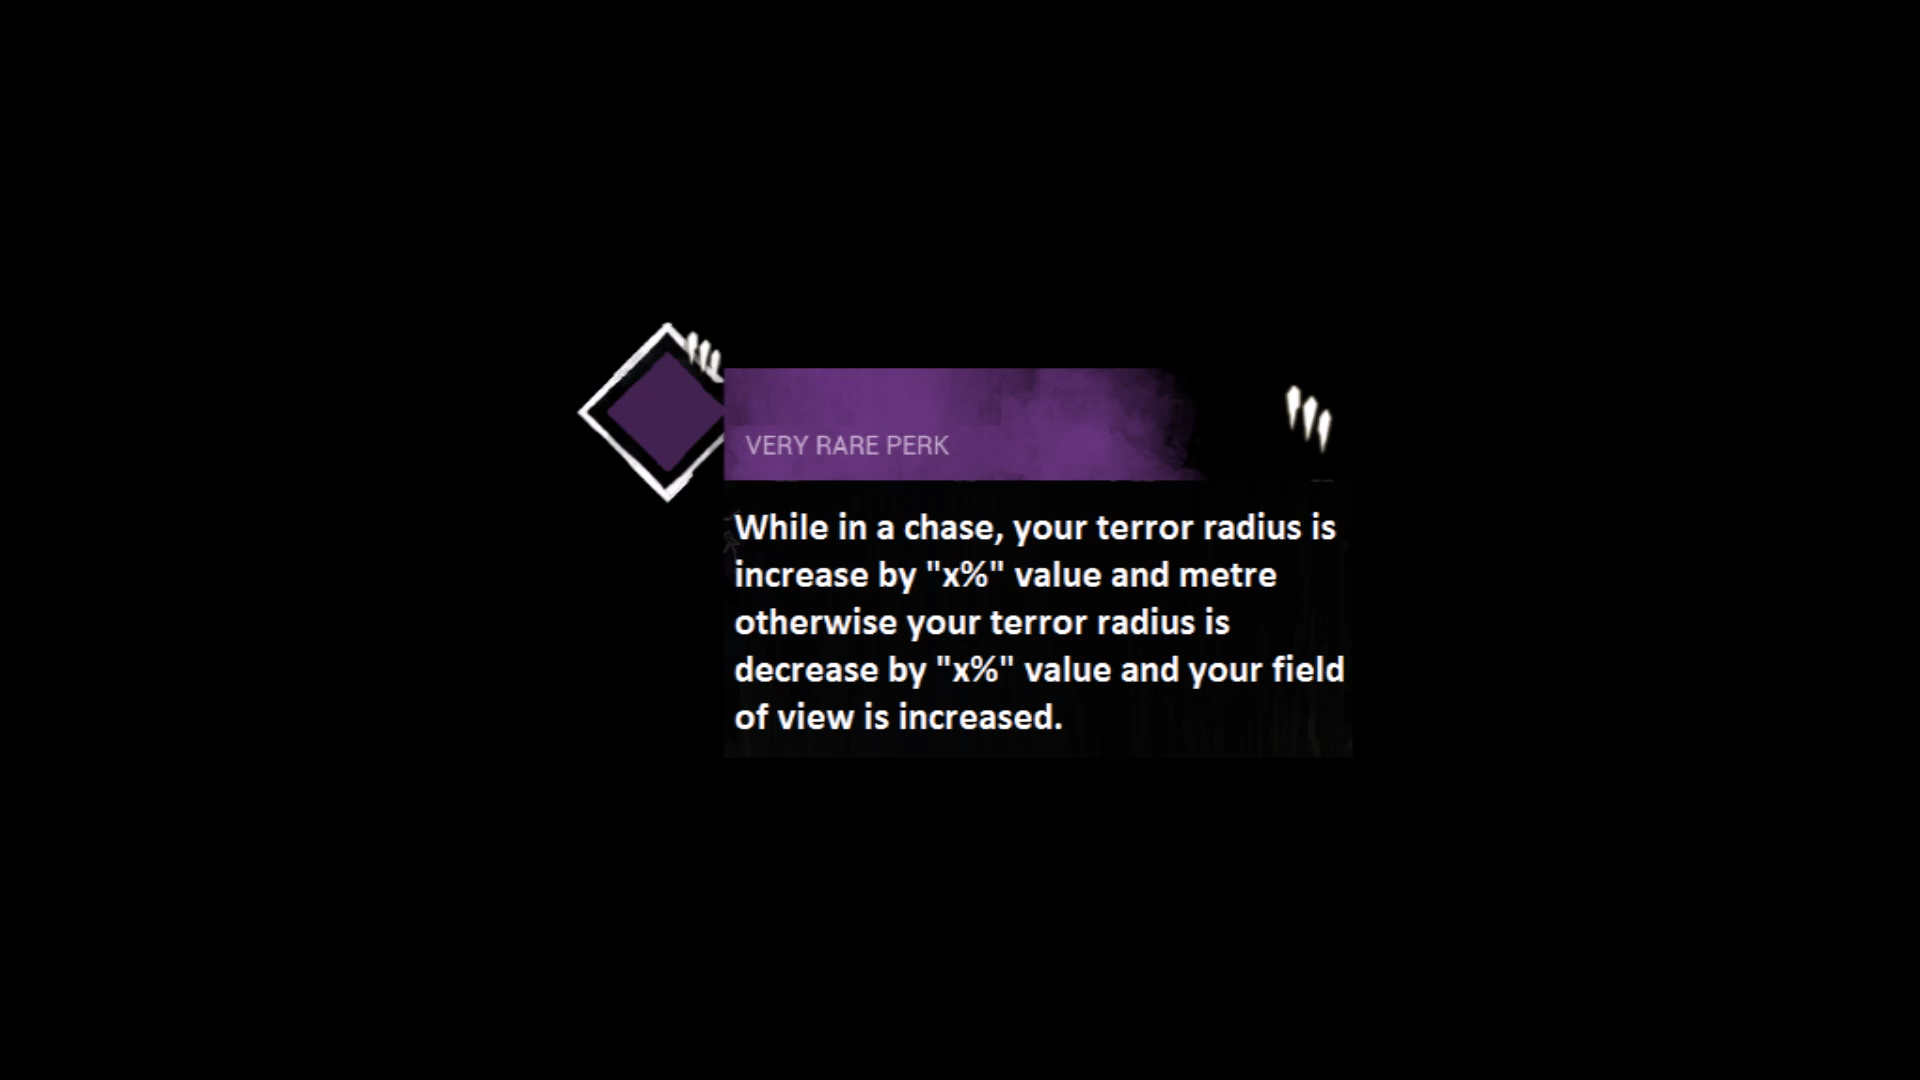 VERY RARE PERK
While in a chase, your terror radius is
increase by "x%" value and metre
otherwise your terror radius is
decrease by "x%" value and your field
of view is increased.